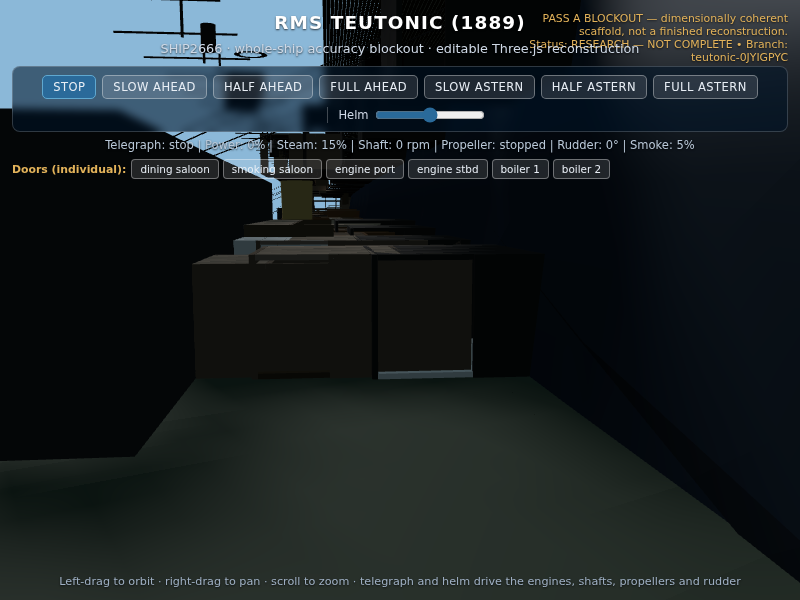 RMS TEUTONIC (1889)
SHIP2666 · whole-ship accuracy blockout · editable Three.js reconstruction
PASS A BLOCKOUT — dimensionally coherent
scaffold, not a finished reconstruction.
Status: RESEARCH — NOT COMPLETE • Branch:
teutonic-0JYIGPYC
STOP SLOW AHEAD HALF AHEAD FULL AHEAD SLOW ASTERN HALF ASTERN FULL ASTERN
Helm
Telegraph: stop | Power: 0% | Steam: 15% | Shaft: 0 rpm | Propeller: stopped | Rudder: 0° | Smoke: 5%
Doors (individual): dining saloon smoking saloon engine port engine stbd boiler 1 boiler 2
Left-drag to orbit · right-drag to pan · scroll to zoom · telegraph and helm drive the engines, shafts, propellers and rudder